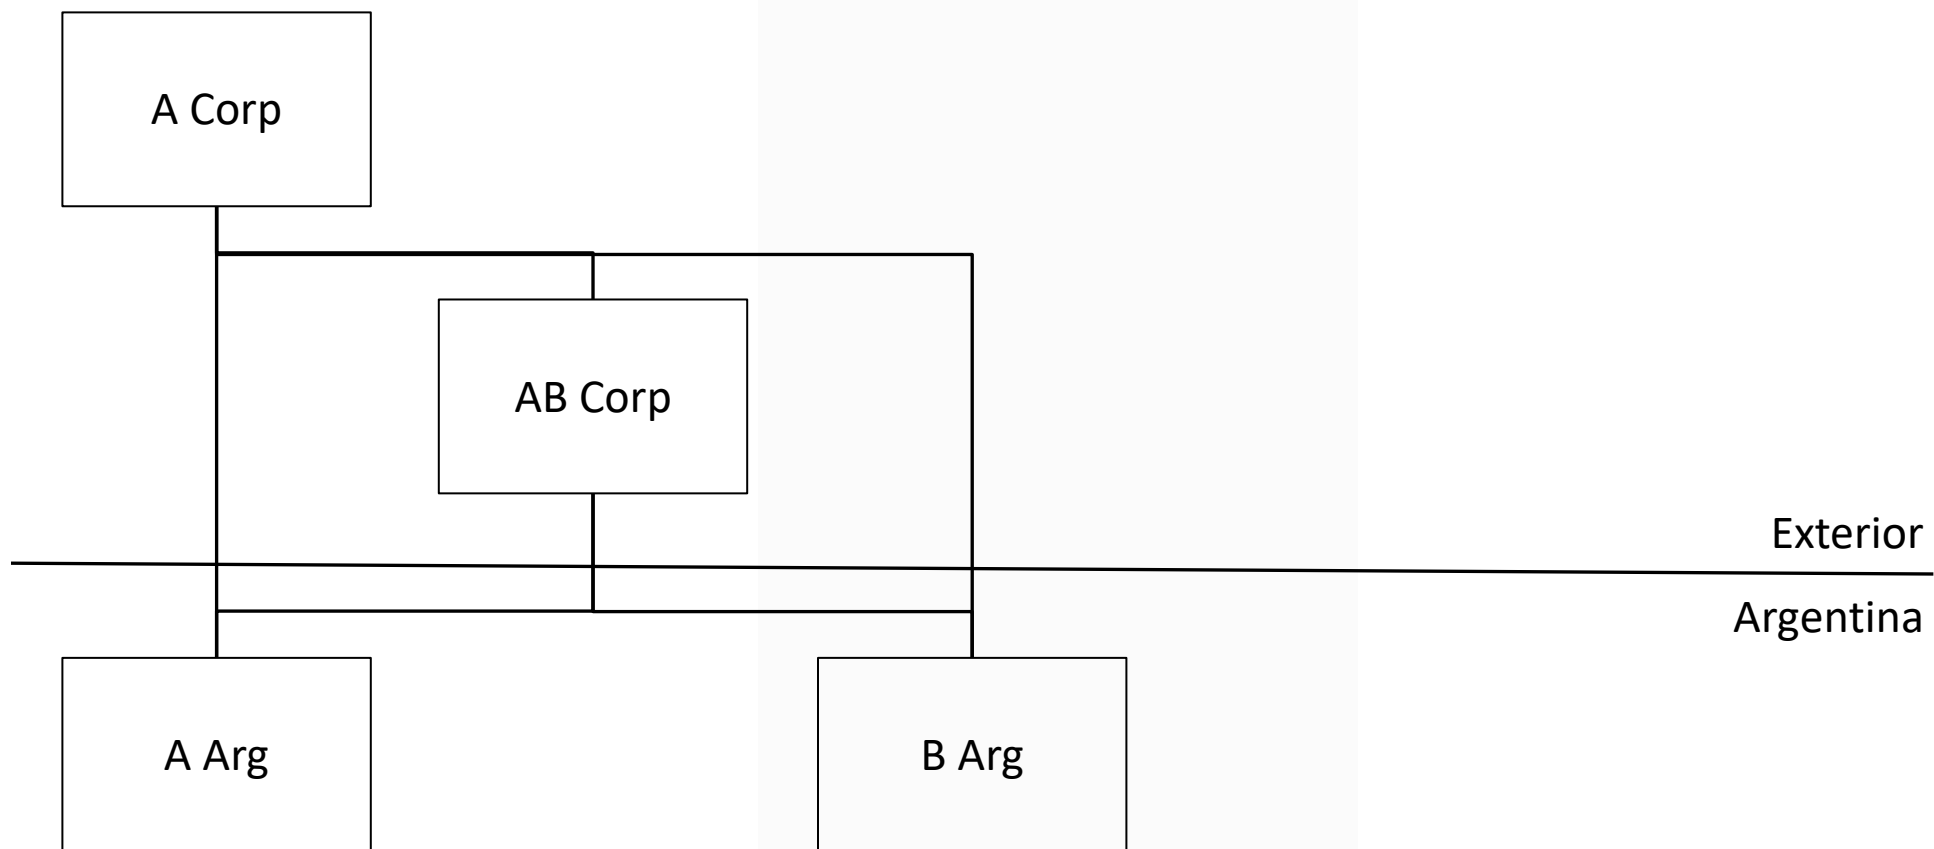 A Corp
AB Corp
Exterior
Argentina
A Arg
B Arg